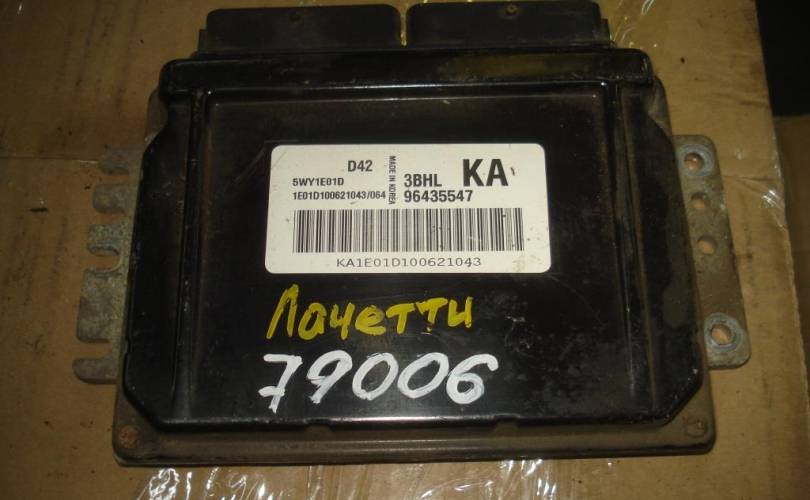 D42
5WY1E01D
1E01D100621043/064
MADE IN KOREA
3BHL KA
96435547
KA1E01D100621043
Лачетти
79006